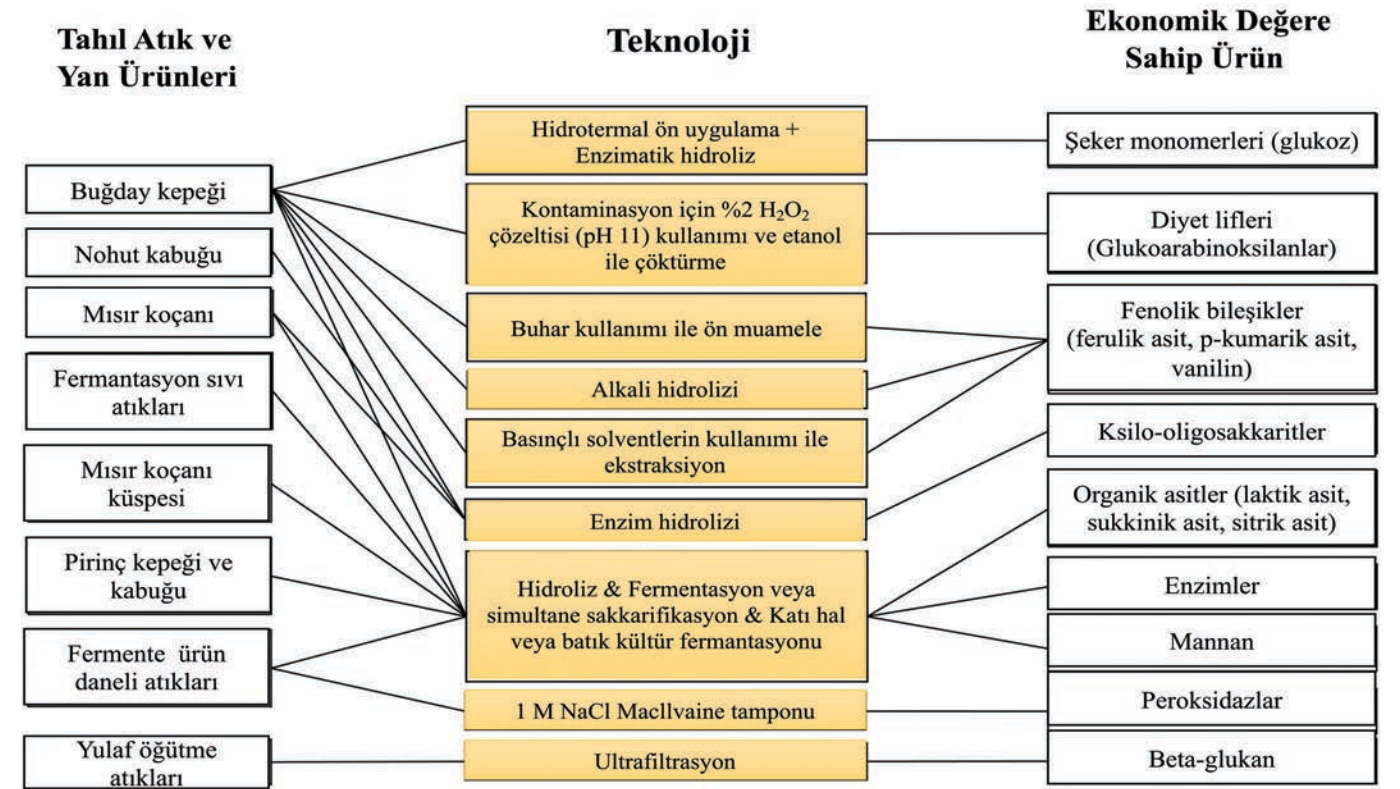 Tahıl Atık ve
Yan Ürünleri
Teknoloji
Ekonomik Değere
Sahip Ürün
Buğday kepeği
Nohut kabuğu
Mısır koçanı
Fermantasyon sıvı
atıkları
Mısır koçanı
küspesi
Pirinç kepeği ve
kabuğu
Fermente ürün
daneli atıkları
Yulaf öğütme
atıkları
Hidrotermal ön uygulama +
Enzimatik hidroliz
Kontaminasyon için %2 H₂O₂
çözeltisi (pH 11) kullanımı ve etanol
ile çöktürme
Buhar kullanımı ile ön muamele
Alkali hidrolizi
Basınçlı solventlerin kullanımı ile
ekstraksiyon
Enzim hidrolizi
Hidroliz & Fermentasyon veya
simultane sakkarifikasyon & Katı hal
veya batık kültür fermantasyonu
1 M NaCl Macllvaine tamponu
Ultrafiltrasyon
Şeker monomerleri (glukoz)
Diyet lifleri
(Glukoarabinoksilanlar)
Fenolik bileşikler
(ferulik asit, p-kumarik asit,
vanilin)
Ksilo-oligosakkaritler
Organik asitler (laktik asit,
sukkinik asit, sitrik asit)
Enzimler
Mannan
Peroksidazlar
Beta-glukan